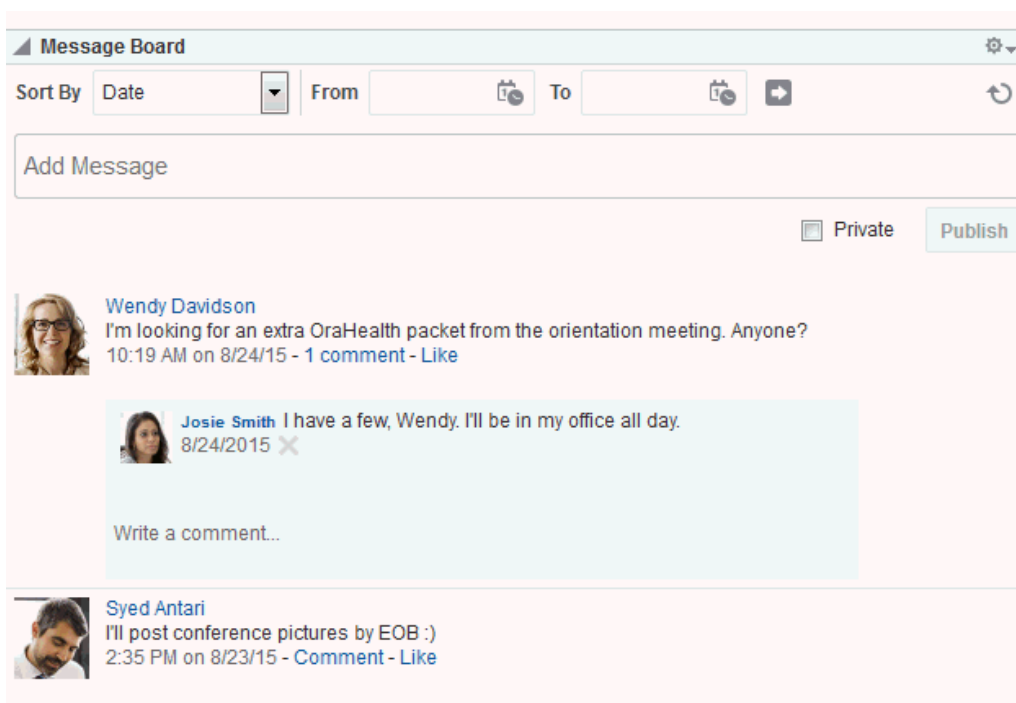 Message Board
Sort By Date From To
Add Message
Private Publish
Wendy Davidson
I'm looking for an extra OraHealth packet from the orientation meeting. Anyone?
10:19 AM on 8/24/15 - 1 comment - Like
Josie Smith I have a few, Wendy. I'll be in my office all day.
8/24/2015
Write a comment...
Syed Antari
I'll post conference pictures by EOB :)
2:35 PM on 8/23/15 - Comment - Like